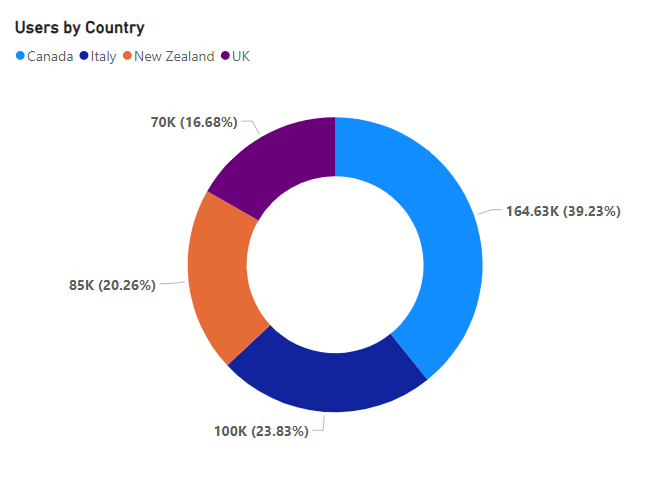 Users by Country
Canada Italy New Zealand UK
70K (16.68%)
164.63K (39.23%)
85K (20.26%)
100K (23.83%)